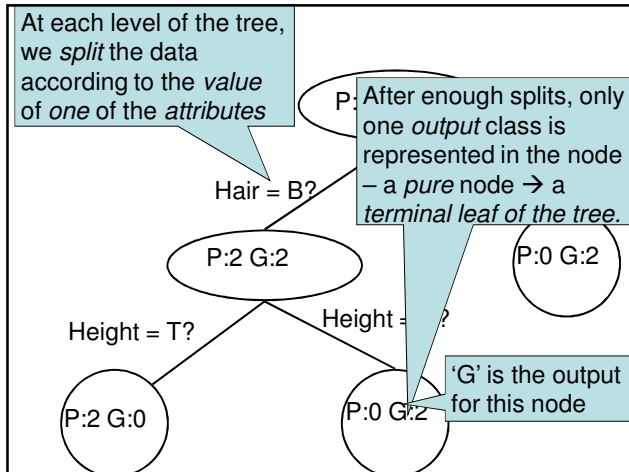 At each level of the tree,
we split the data
according to the value
of one of the attributes
P:
After enough splits, only
one output class is
represented in the node
– a pure node → a
terminal leaf of the tree.
Hair = B?
P:2 G:2
P:0 G:2
Height = T?
Height = ?
P:2 G:0
P:0 G:2
'G' is the output
for this node